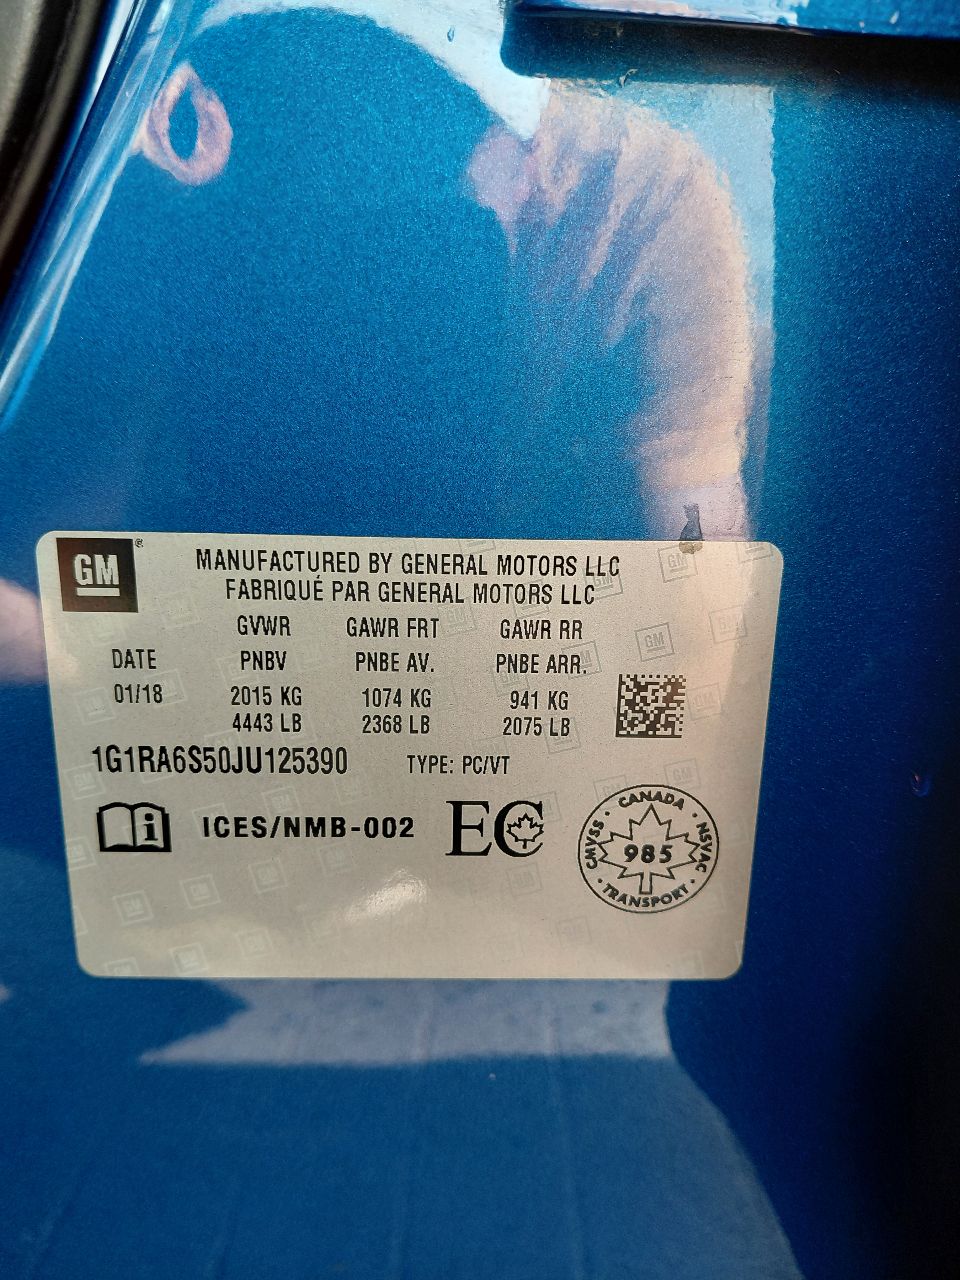 GM
MANUFACTURED BY GENERAL MOTORS LLC
FABRIQUÉ PAR GENERAL MOTORS LLC
GVWR GAWR FRT GAWR RR
DATE PNBV PNBE AV. PNBE ARR.
01/18 2015 KG 1074 KG 941 KG
4443 LB 2368 LB 2075 LB
1G1RA6S50JU125390 TYPE: PC/VT
i ICES/NMB-002 EC
CANADA
CMVSS 985 NSVAC
TRANSPORT